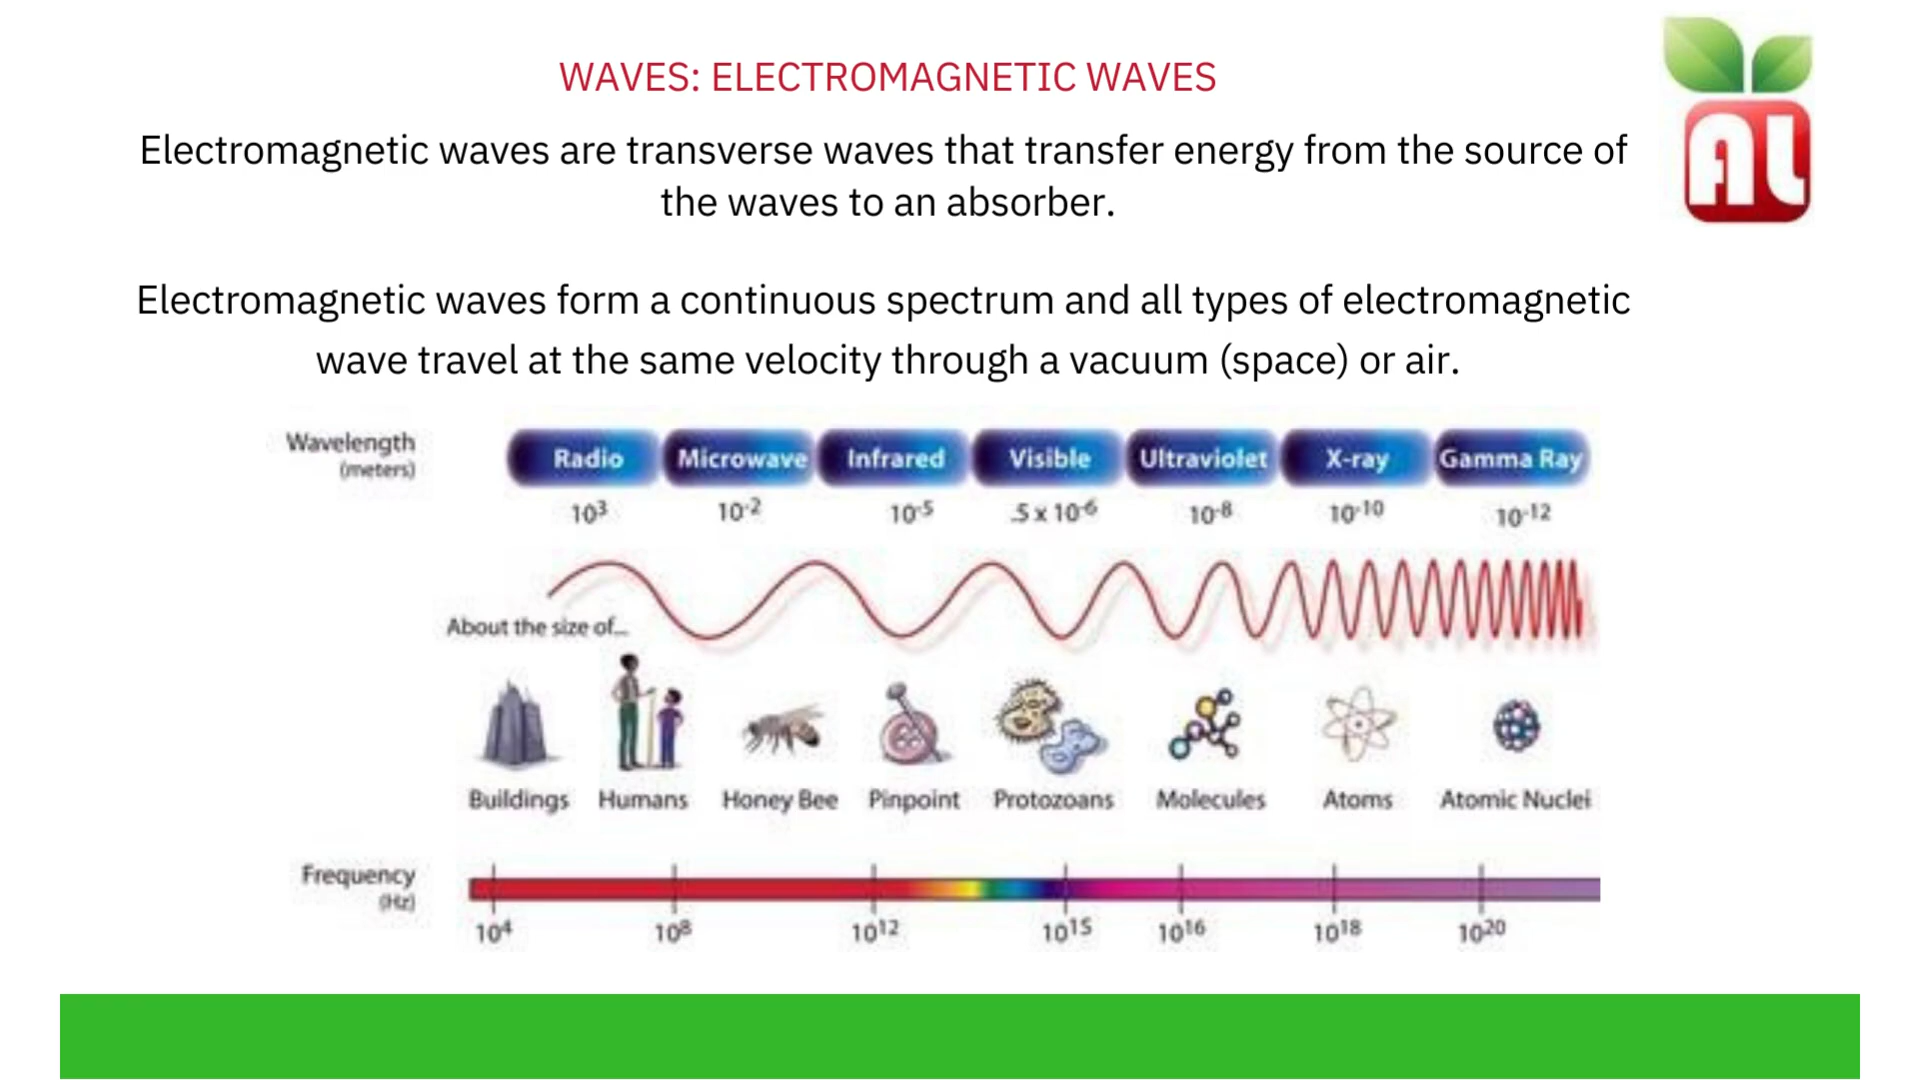 WAVES: ELECTROMAGNETIC WAVES
AL
Electromagnetic waves are transverse waves that transfer energy from the source of
the waves to an absorber.
Electromagnetic waves form a continuous spectrum and all types of electromagnetic
wave travel at the same velocity through a vacuum (space) or air.
Wavelength
(meters)
Radio Microwave Infrared Visible Ultraviolet X-ray Gamma Ray
10³ 10⁻² 10⁻⁵ .5 x 10⁻⁶ 10⁻⁸ 10⁻¹⁰ 10⁻¹²
About the size of...
Buildings Humans Honey Bee Pinpoint Protozoans Molecules Atoms Atomic Nuclei
Frequency
(Hz)
10⁴ 10⁸ 10¹² 10¹⁵ 10¹⁶ 10¹⁸ 10²⁰